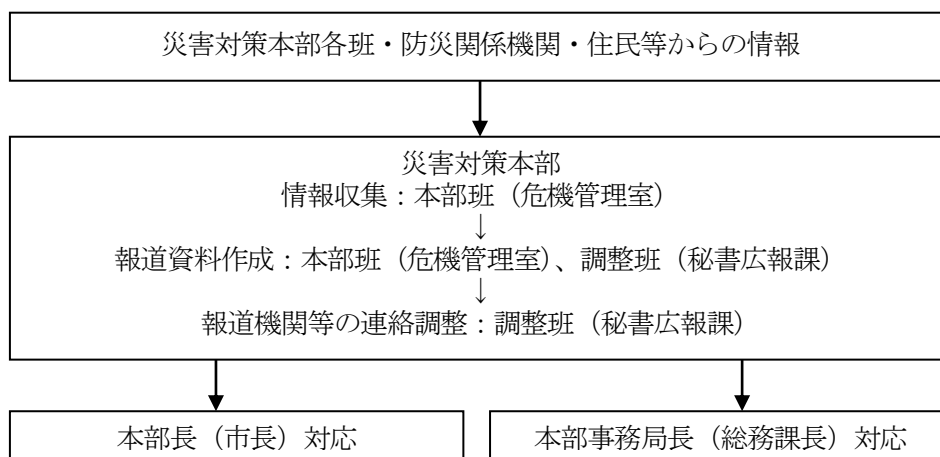 災害対策本部各班・防災関係機関・住民等からの情報
災害対策本部
情報収集：本部班（危機管理室）
↓
報道資料作成：本部班（危機管理室）、調整班（秘書広報課）
↓
報道機関等の連絡調整：調整班（秘書広報課）
本部長（市長）対応
本部事務局長（総務課長）対応